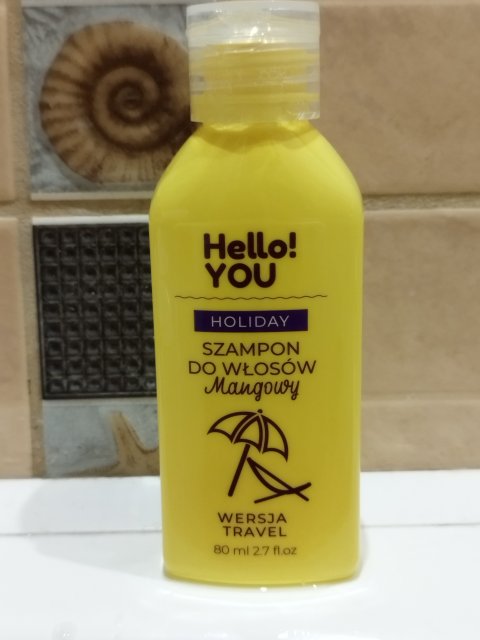 Hello!
YOU
HOLIDAY
SZAMPON
DO WŁOSÓW
Mangowy
WERSJA
TRAVEL
80 ml 2.7 fl.oz